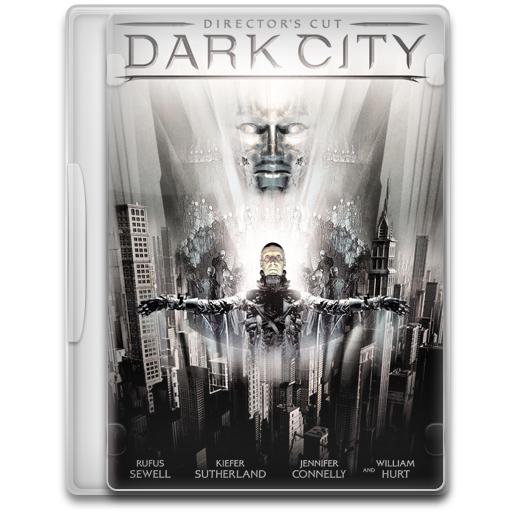 DIRECTOR'S CUT
DARK CITY
RUFUS SEWELL
KIEFER SUTHERLAND
JENNIFER CONNELLY
AND WILLIAM HURT